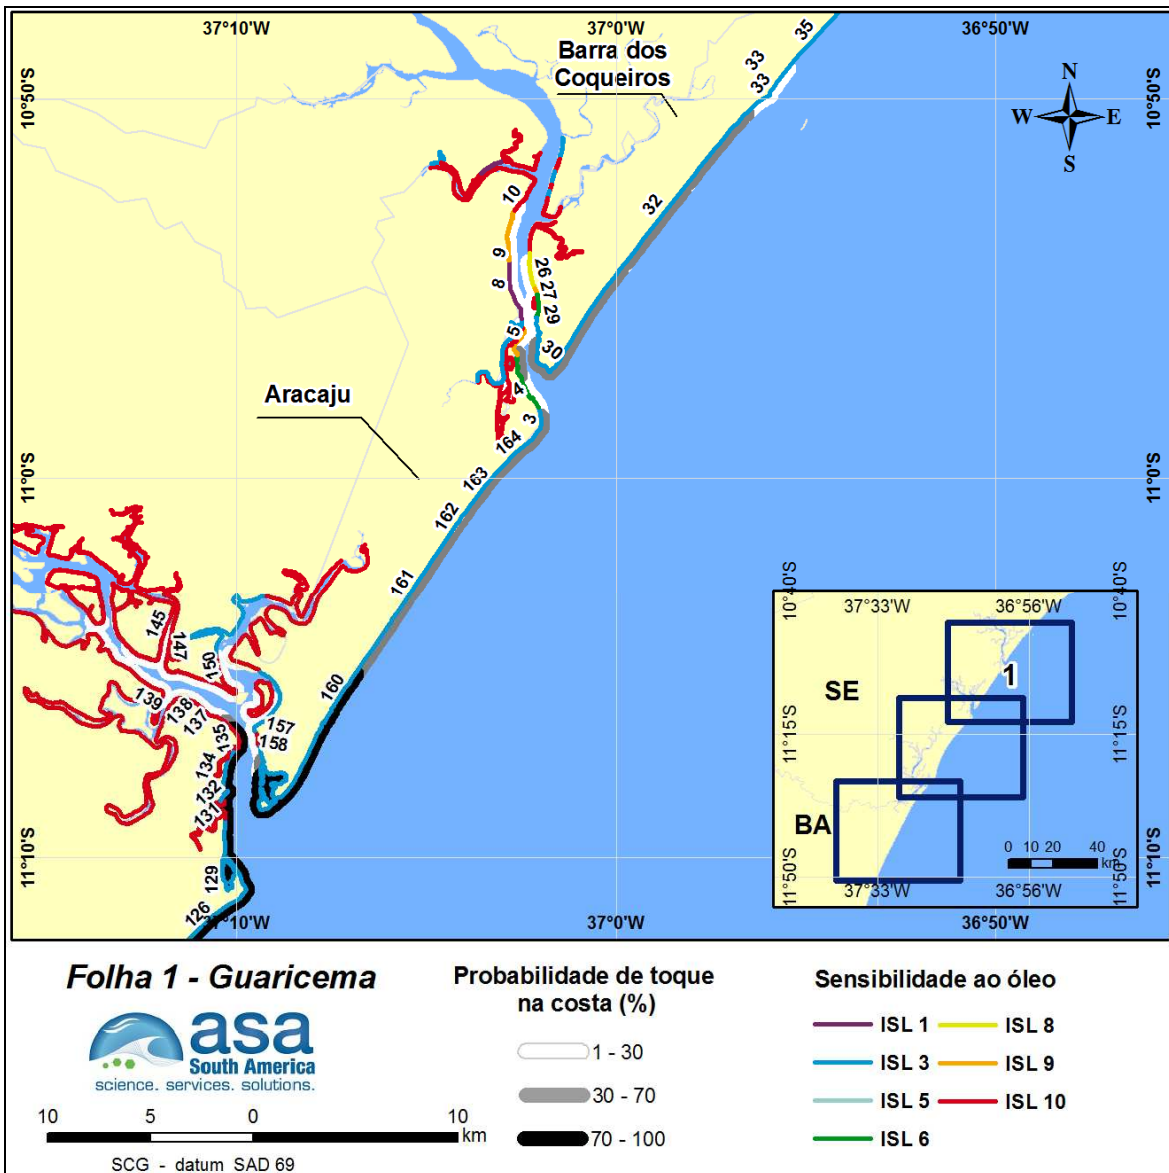 37°10'W
37°0'W
36°50'W
10°50'S
10°50'S
Barra dos
Coqueiros
N
W
E
S
35
33
33
32
10
9
8
26
27
29
5
30
4
3
164
163
162
161
160
Aracaju
11°0'S
11°0'S
145
147
150
139
138
137
135
157
158
134
132
131
129
126
11°10'S
11°10'S
37°10'W
37°0'W
36°50'W
10°40'S
10°40'S
37°33'W
36°56'W
1
SE
11°15'S
11°15'S
BA
0 10 20 40
km
11°50'S
11°50'S
37°33'W
36°56'W
Folha 1 - Guaricema
asa
South America
science. services. solutions.
10 5 0 10
km
SCG - datum SAD 69
Probabilidade de toque
na costa (%)
1 - 30
30 - 70
70 - 100
Sensibilidade ao óleo
ISL 1
ISL 3
ISL 5
ISL 6
ISL 8
ISL 9
ISL 10